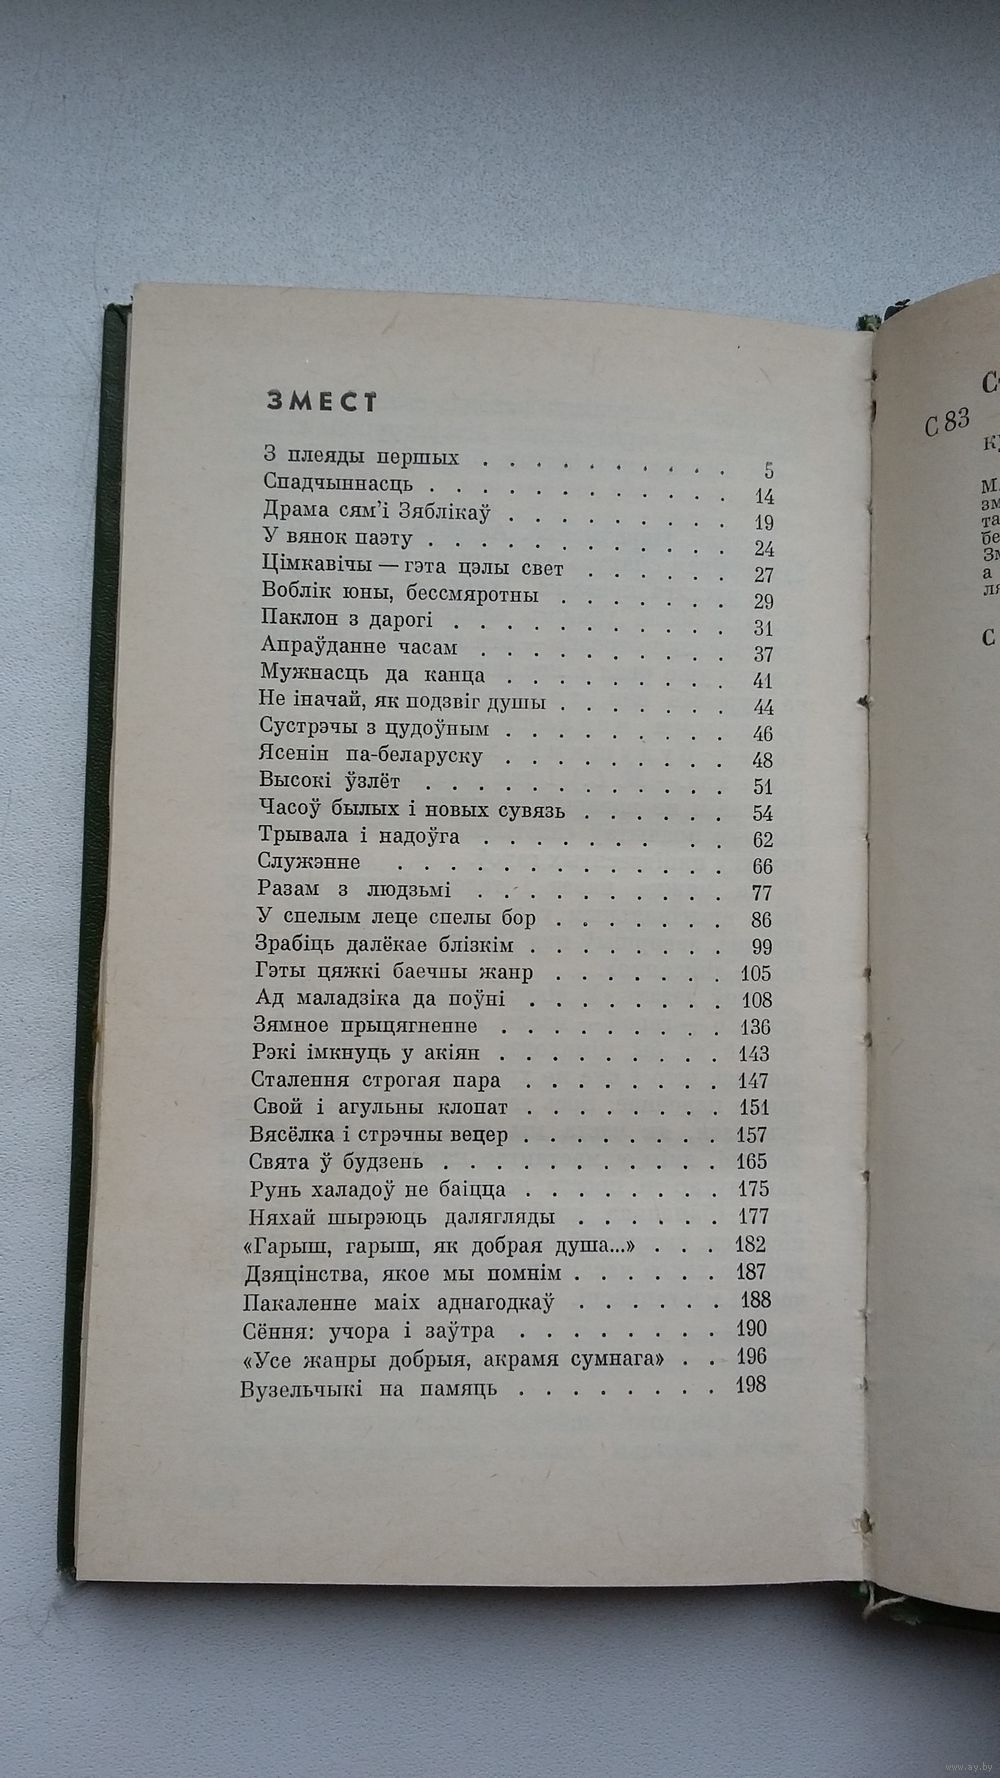 ЗМЕСТ
З плеяды першых . . . . . . . . . . 5
Спадчыннасць . . . . . . . . . . . . 14
Драма сям’і Зяблікаў . . . . . . . . . 19
У вянок паэту . . . . . . . . . . . . 24
Цімкавічы — гэта цэлы свет . . . . . . 27
Воблік юны, бессмяротны . . . . . . . 29
Паклон з дарогі . . . . . . . . . . . 31
Апраўданне часам . . . . . . . . . . 37
Мужнасць да канца . . . . . . . . . 41
Не іначай, як подзвіг душы . . . . . . . 44
Сустрэчы з цудоўным . . . . . . . . . 46
Ясенін па-беларуску . . . . . . . . . 48
Высокі ўзлёт . . . . . . . . . . . . 51
Часоў былых і новых сувязь . . . . . . 54
Трывала і надоўга . . . . . . . . . 62
Служэнне . . . . . . . . . . . . . 66
Разам з людзьмі . . . . . . . . . . 77
У спелым леце спелы бор . . . . . . . 86
Зрабіць далёкае блізкім . . . . . . . . 99
Гэты цяжкі баечны жанр . . . . . . . 105
Ад маладзіка да поўні . . . . . . . . 108
Зямное прыцягненне . . . . . . . . . 136
Рэкі імкнуць у акіян . . . . . . . . . 143
Сталення строгая пара . . . . . . . . 147
Свой і агульны клопат . . . . . . . . 151
Вясёлка і стрэчны вецер . . . . . . . . 157
Свята ў будзень . . . . . . . . . . . 165
Рунь халадоў не баіцца . . . . . . . . 175
Няхай шырэюць далягляды . . . . . . 177
«Гарыш, гарыш, як добрая душа...» . . . 182
Дзяцінства, якое мы помнім . . . . . . 187
Пакаленне маіх аднагодкаў . . . . . . 188
Сёння: учора і заўтра . . . . . . . . 190
«Усе жанры добрыя, акрамя сумнага» . . 196
Вузельчыкі на памяць . . . . . . . . 198
С 83
www.ay.by